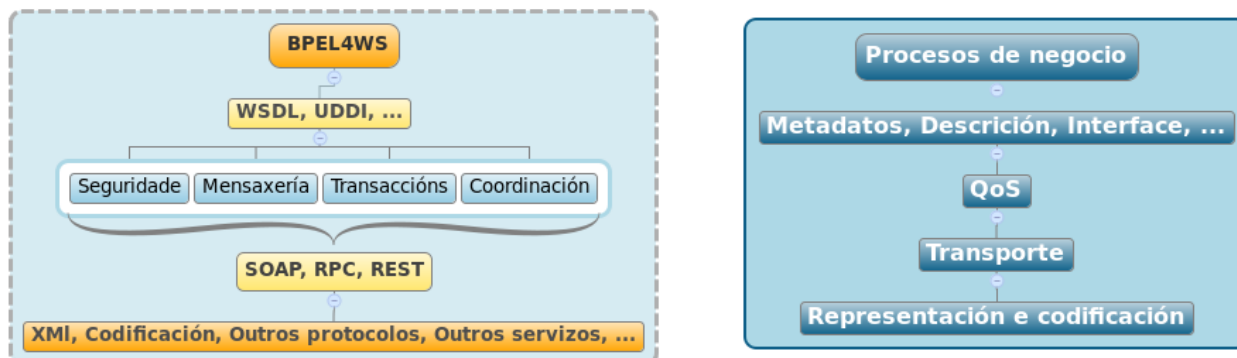 BPEL4WS
WSDL, UDDI, ...
Seguridade Mensaxería Transaccións Coordinación
SOAP, RPC, REST
XMl, Codificación, Outros protocolos, Outros servizos, ...
Procesos de negocio
Metadatos, Descrición, Interface, ...
QoS
Transporte
Representación e codificación